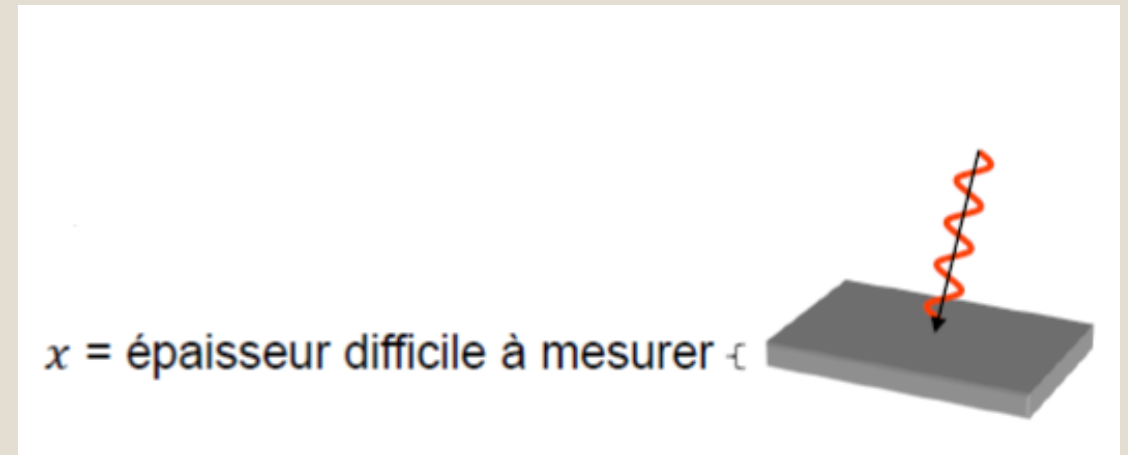 x = épaisseur difficile à mesurer {